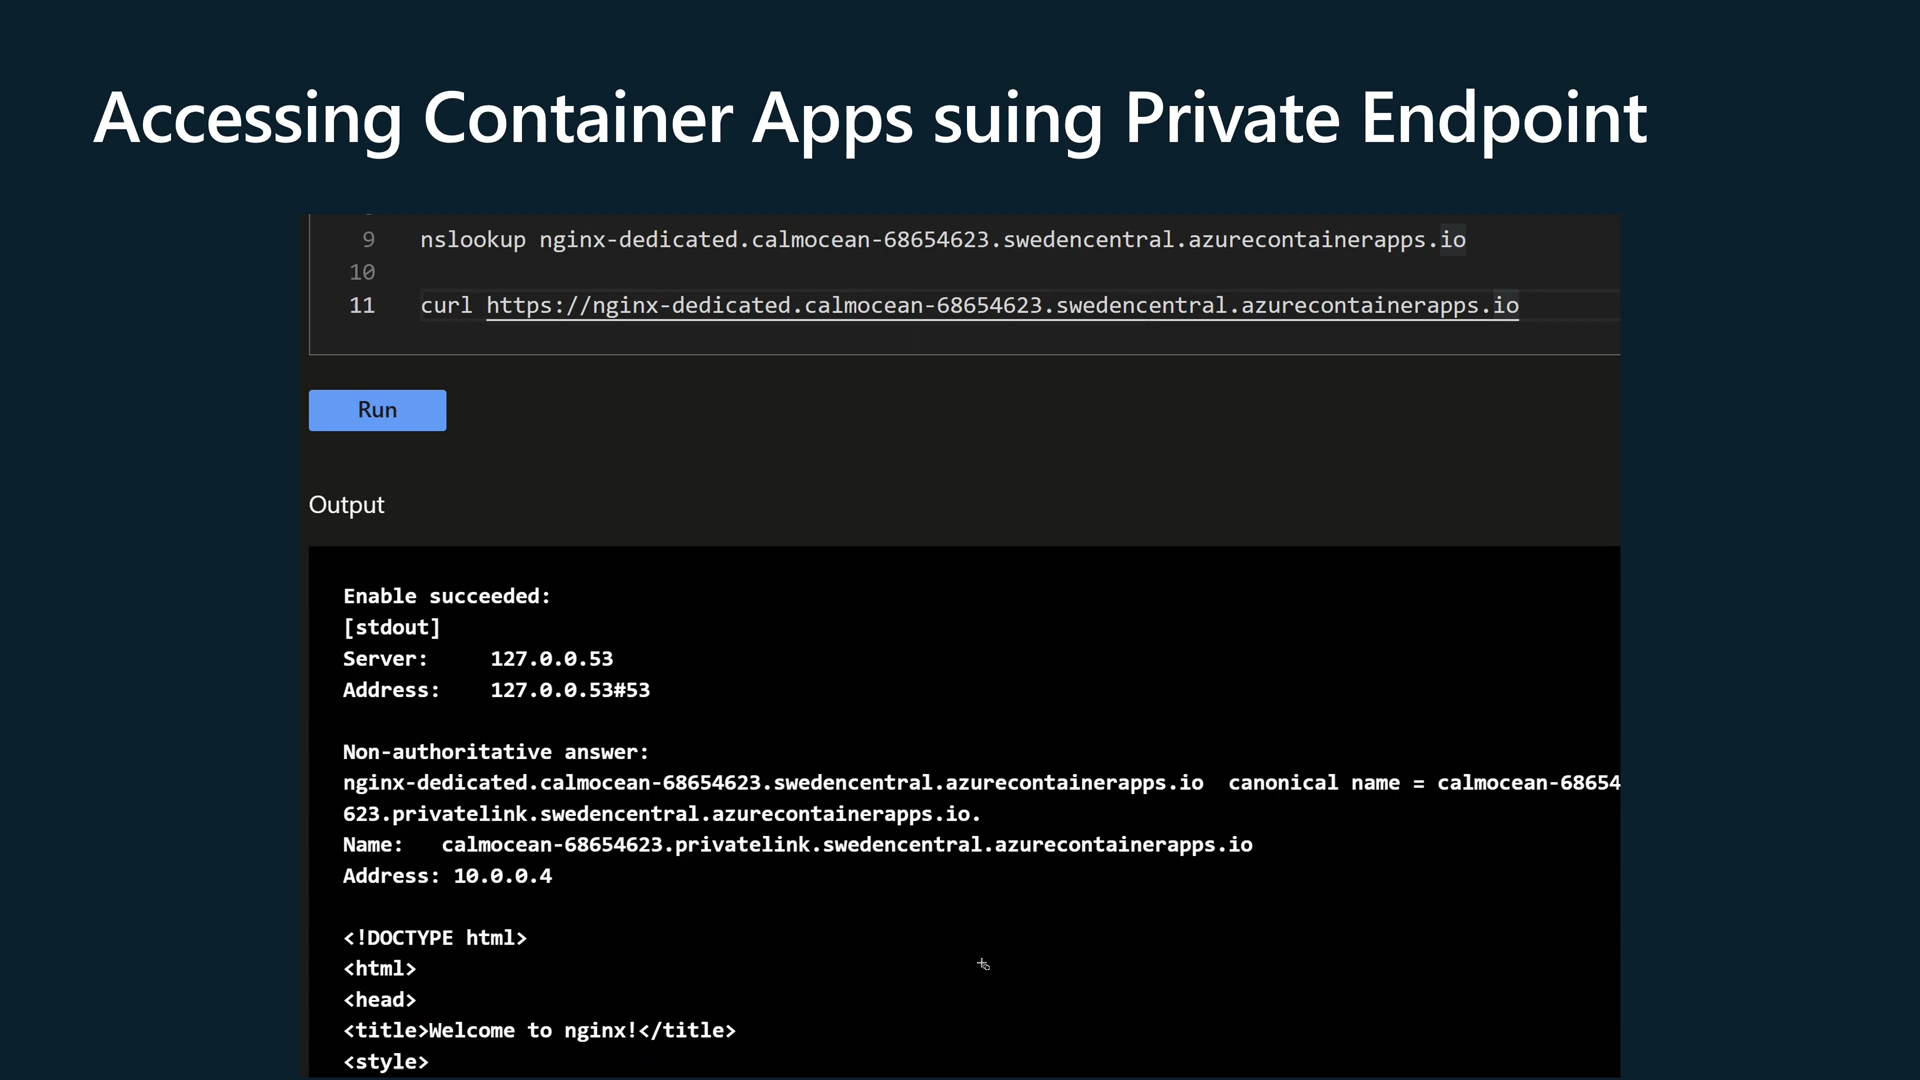 Accessing Container Apps suing Private Endpoint
9 nslookup nginx-dedicated.calmocean-68654623.swedencentral.azurecontainerapps.io
10
11 curl https://nginx-dedicated.calmocean-68654623.swedencentral.azurecontainerapps.io
Run
Output
Enable succeeded:
[stdout]
Server: 127.0.0.53
Address: 127.0.0.53#53
Non-authoritative answer:
nginx-dedicated.calmocean-68654623.swedencentral.azurecontainerapps.io canonical name = calmocean-68654
623.privatelink.swedencentral.azurecontainerapps.io.
Name: calmocean-68654623.privatelink.swedencentral.azurecontainerapps.io
Address: 10.0.0.4
<!DOCTYPE html>
<html>
<head>
<title>Welcome to nginx!</title>
<style>